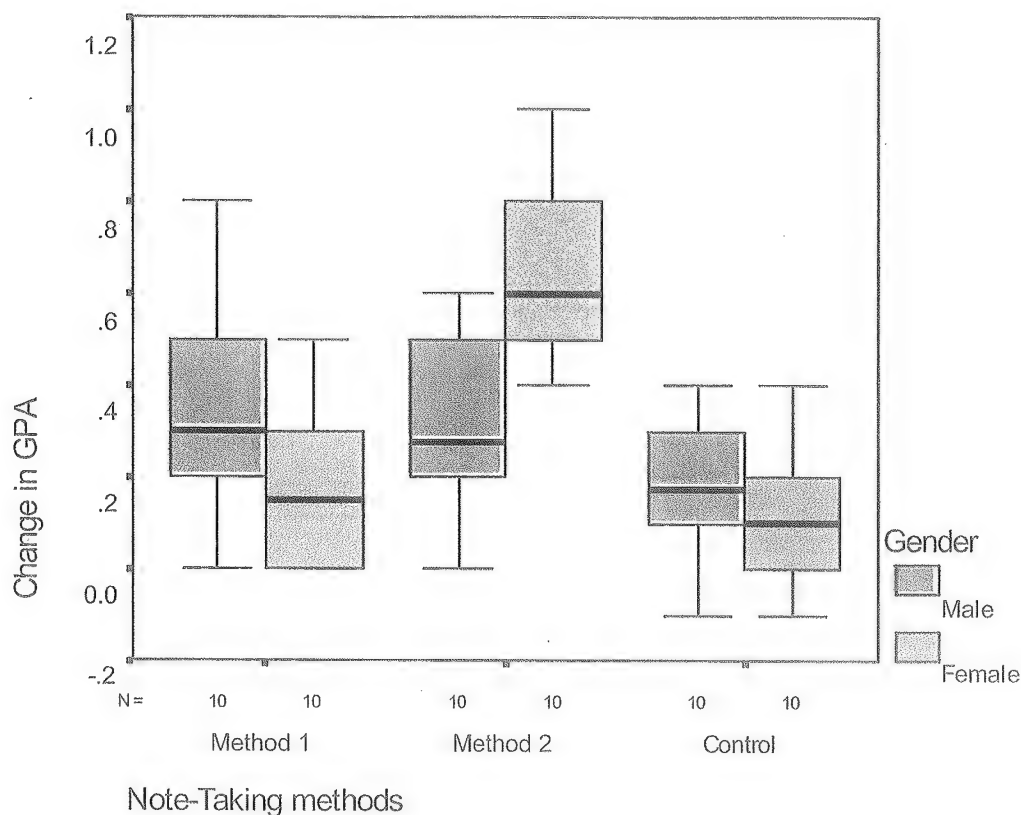 1.2
1.0
.8
.6
.4
.2
0.0
-.2
Change in GPA
N = 10 10 10 10 10 10
Method 1 Method 2 Control
Note-Taking methods
Gender
Male
Female